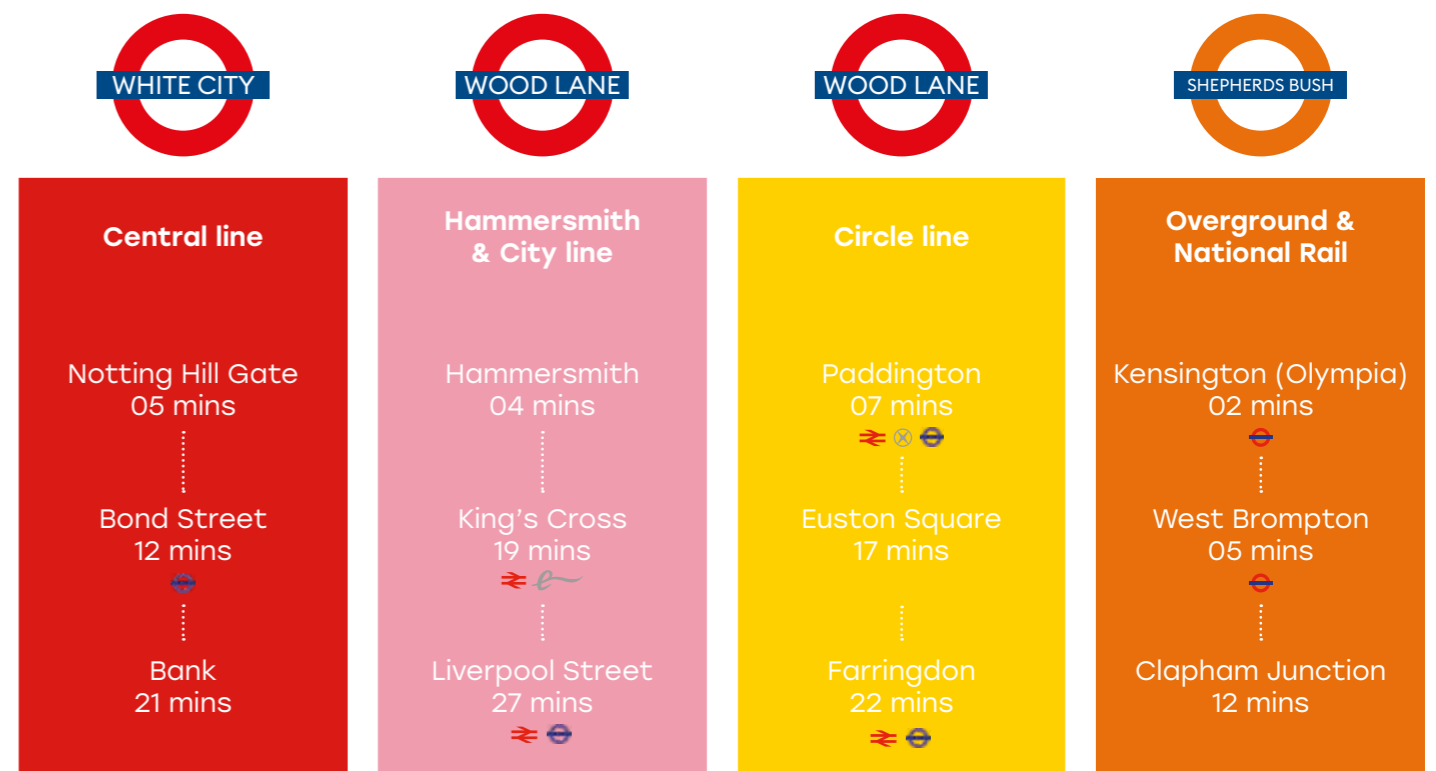 WHITE CITY
Central line
Notting Hill Gate
05 mins
Bond Street
12 mins
Bank
21 mins
WOOD LANE
Hammersmith
& City line
Hammersmith
04 mins
King's Cross
19 mins
Liverpool Street
27 mins
WOOD LANE
Circle line
Paddington
07 mins
Euston Square
17 mins
Farringdon
22 mins
SHEPHERDS BUSH
Overground &
National Rail
Kensington (Olympia)
02 mins
West Brompton
05 mins
Clapham Junction
12 mins